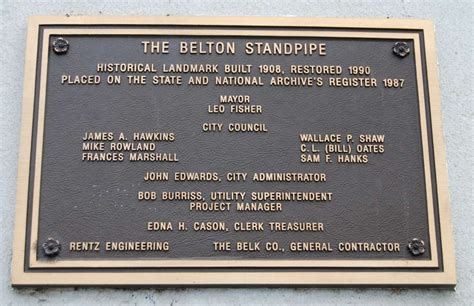 THE BELTON STANDPIPE
HISTORICAL LANDMARK BUILT 1908, RESTORED 1990
PLACED ON THE STATE AND NATIONAL ARCHIVE'S REGISTER 1987
MAYOR
LEO FISHER
CITY COUNCIL
JAMES A. HAWKINS WALLACE P. SHAW
MIKE ROWLAND C.L. (BILL) OATES
FRANCES MARSHALL SAM F. HANKS
JOHN EDWARDS, CITY ADMINISTRATOR
BOB BURRISS, UTILITY SUPERINTENDENT
PROJECT MANAGER
EDNA H. CASON, CLERK TREASURER
RENTZ ENGINEERING THE BELK CO., GENERAL CONTRACTOR